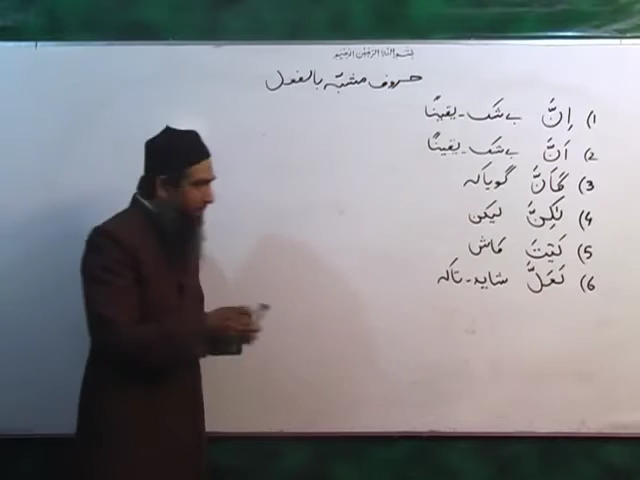 بسم اللہ الرحمٰن الرحیم
حروف مشبّہ بالفعل
1) اِنَّ بے شک - یقیناً
2) اَنَّ بے شک - یقیناً
3) کَاَنَّ گویا کہ
4) لٰکِنَّ لیکن
5) لَیْتَ کاش
6) لَعَلَّ شاید - تاکہ